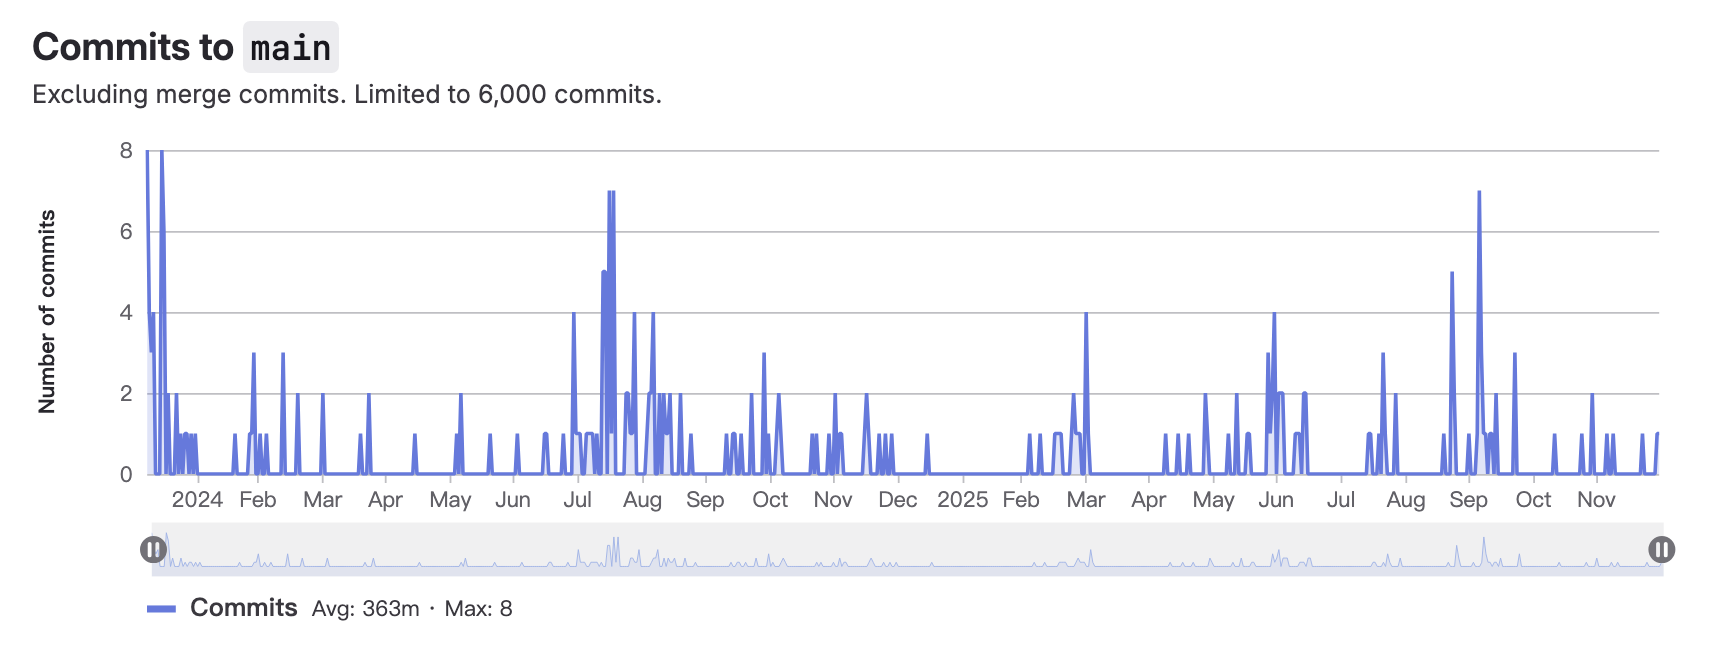 Commits to main
Excluding merge commits. Limited to 6,000 commits.
Number of commits
8
6
4
2
0
2024 Feb Mar Apr May Jun Jul Aug Sep Oct Nov Dec 2025 Feb Mar Apr May Jun Jul Aug Sep Oct Nov
Commits Avg: 363m · Max: 8